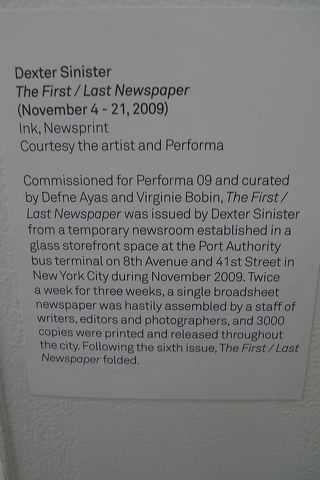 Dexter Sinister
The First / Last Newspaper
(November 4 - 21, 2009)
Ink, Newsprint
Courtesy the artist and Performa
Commissioned for Performa 09 and curated
by Defne Ayas and Virginie Bobin, The First /
Last Newspaper was issued by Dexter Sinister
from a temporary newsroom established in a
glass storefront space at the Port Authority
bus terminal on 8th Avenue and 41st Street in
New York City during November 2009. Twice
a week for three weeks, a single broadsheet
newspaper was hastily assembled by a staff of
writers, editors and photographers, and 3000
copies were printed and released throughout
the city. Following the sixth issue, The First / Last
Newspaper folded.